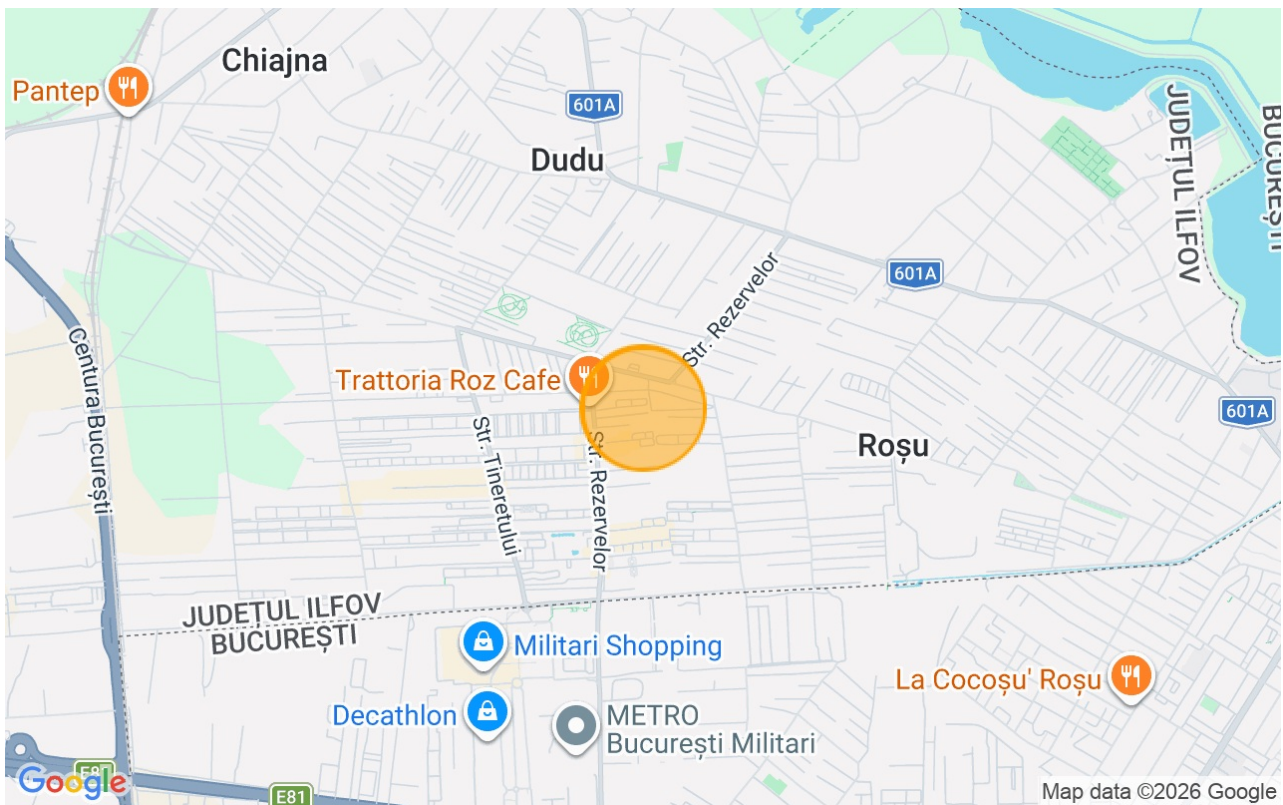 Chiajna
Pantep
601A
Dudu
JUDEȚUL ILFOV
BUCUREȘTI
601A
Str. Rezervelor
Centura București
Trattoria Roz Cafe
601A
Str. Tineretului
Str. Rezervelor
Roșu
JUDEȚUL ILFOV
BUCUREȘTI
Militari Shopping
La Cocoșu' Roșu
Decathlon
METRO
București Militari
Google
E81
Map data ©2026 Google